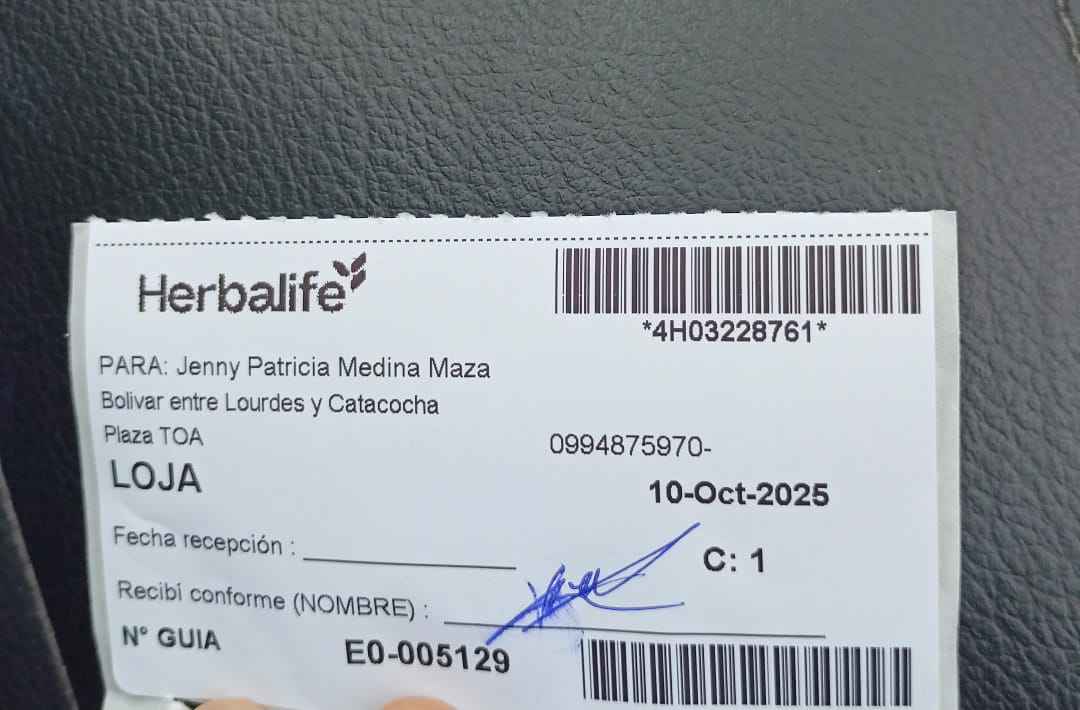 Herbalife
*4H03228761*
PARA: Jenny Patricia Medina Maza
Bolivar entre Lourdes y Catacocha
Plaza TOA
0994875970-
LOJA
10-Oct-2025
Fecha recepción :
C: 1
Recibí conforme (NOMBRE) :
N° GUIA
E0-005129